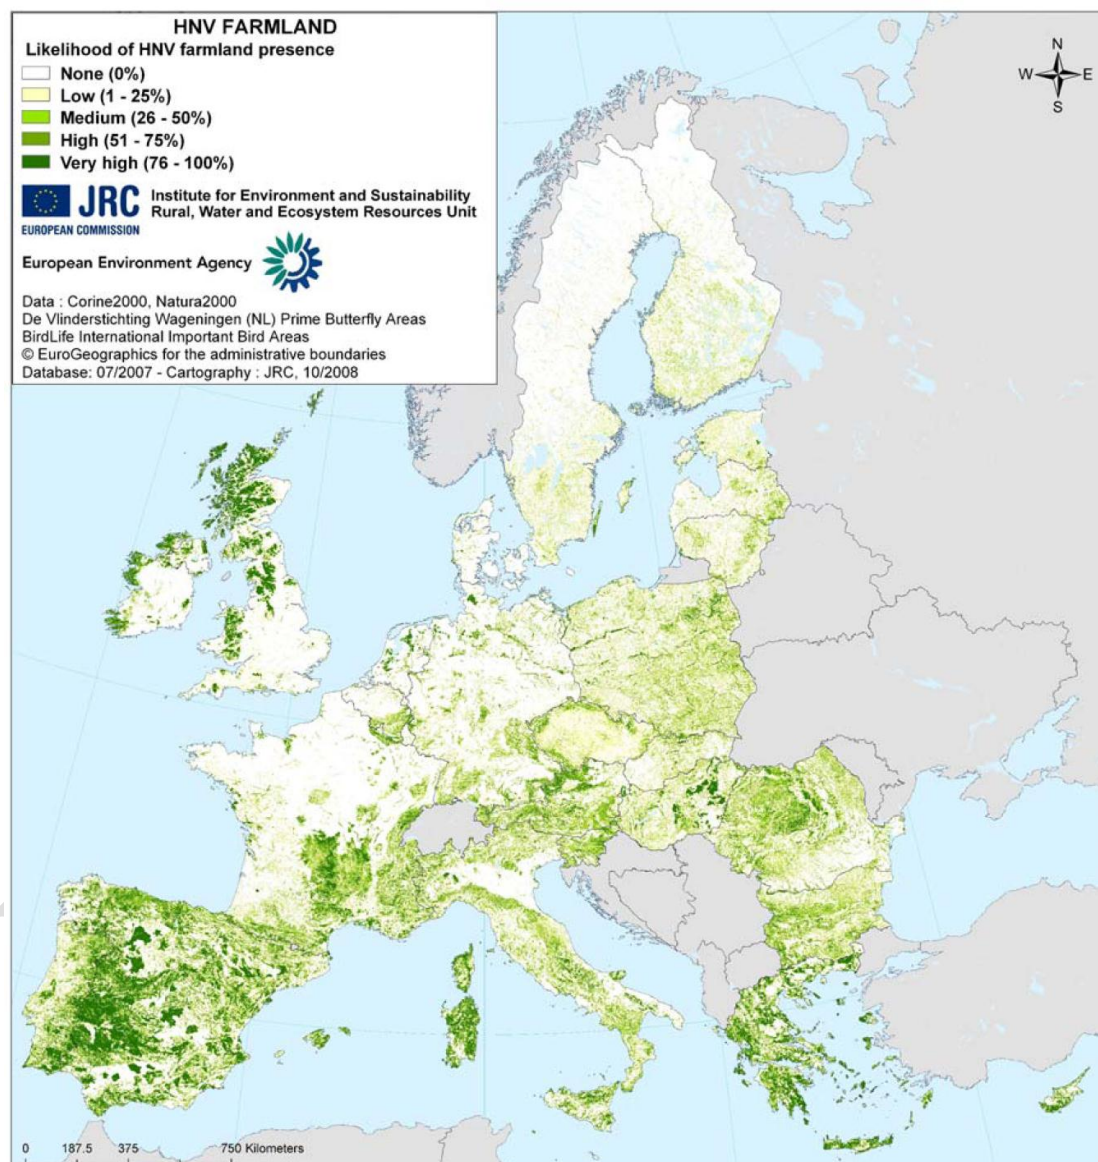 HNV FARMLAND
Likelihood of HNV farmland presence
None (0%)
Low (1 - 25%)
Medium (26 - 50%)
High (51 - 75%)
Very high (76 - 100%)
JRC
EUROPEAN COMMISSION
Institute for Environment and Sustainability
Rural, Water and Ecosystem Resources Unit
European Environment Agency
Data : Corine2000, Natura2000
De Vlinderstichting Wageningen (NL) Prime Butterfly Areas
BirdLife International Important Bird Areas
© EuroGeographics for the administrative boundaries
Database: 07/2007 - Cartography : JRC, 10/2008
N
W E
S
0 187.5 375 750 Kilometers